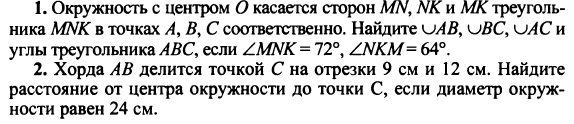 1. Окружность с центром O касается сторон MN, NK и MK треуголь-
ника MNK в точках A, B, C соответственно. Найдите ∪AB, ∪BC, ∪AC и
углы треугольника ABC, если ∠MNK = 72°, ∠NKM = 64°.
2. Хорда AB делится точкой C на отрезки 9 см и 12 см. Найдите
расстояние от центра окружности до точки С, если диаметр окруж-
ности равен 24 см.